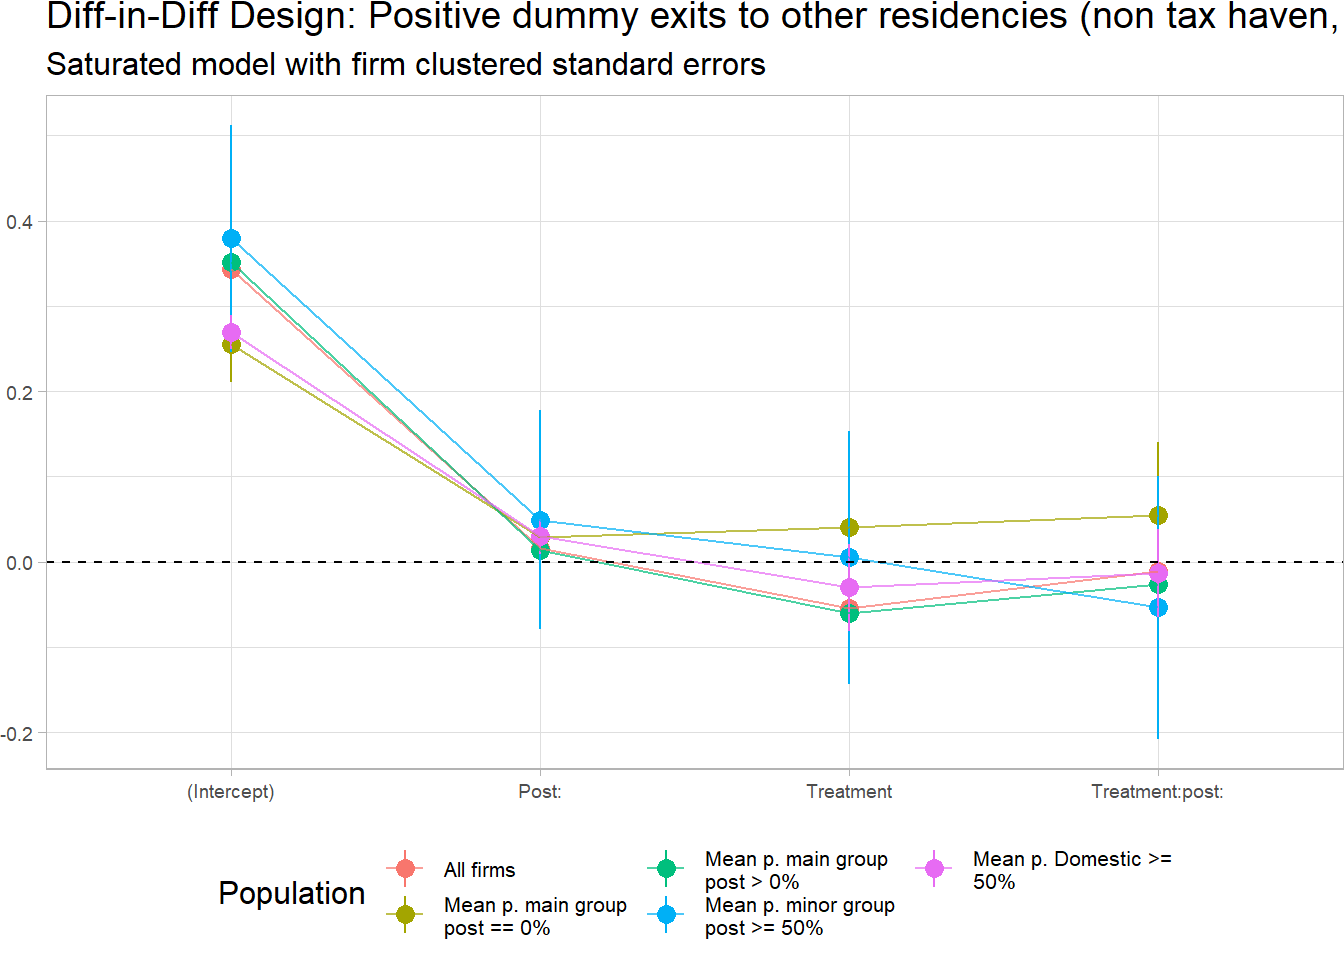 Diff-in-Diff Design: Positive dummy exits to other residencies (non tax haven,
Saturated model with firm clustered standard errors
0.4
0.2
0.0
-0.2
(Intercept)
Post:
Treatment
Treatment:post:
Population
All firms
Mean p. main group
post == 0%
Mean p. main group
post > 0%
Mean p. minor group
post >= 50%
Mean p. Domestic >=
50%